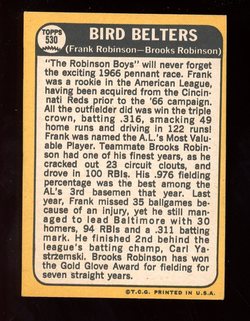 TOPPS
530
BIRD BELTERS
(Frank Robinson—Brooks Robinson)
"The Robinson Boys" will never forget
the exciting 1966 pennant race. Frank
was a rookie in the American League,
having been acquired from the Cincin-
nati Reds prior to the '66 campaign.
All the outfielder did was win the triple
crown, batting .316, smacking 49
home runs and driving in 122 runs!
Frank was named the A.L.'s Most Valu-
able Player. Teammate Brooks Robin-
son had one of his finest years, as he
cracked out 23 circuit clouts, and
drove in 100 RBIs. His .976 fielding
percentage was the best among the
AL's 3rd basemen that year. Last
year, Frank missed 35 ballgames be-
cause of an injury, yet he still man-
aged to lead Baltimore with 30
homers, 94 RBIs and a .311 batting
mark. He finished 2nd behind the
league's batting champ, Carl Ya-
strzemski. Brooks Robinson has won
the Gold Glove Award for fielding for
seven straight years.
©T.C.G. PRINTED IN U.S.A.